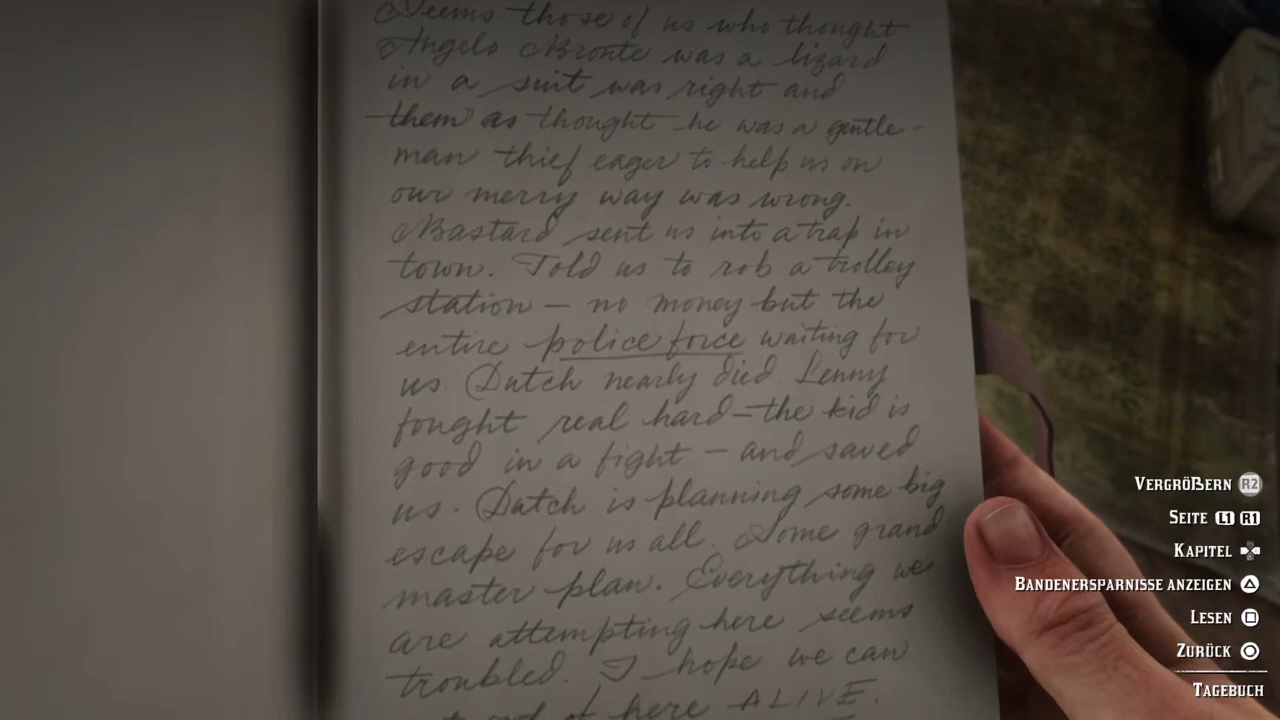 Seems those of us who thought
Angelo Bronte was a lizard
in a suit was right and
them as thought he was a gentle-
man thief eager to help us on
our merry way was wrong.
Bastard sent us into a trap in
town. Told us to rob a trolley
station — no money but the
entire police force waiting for
us. Dutch nearly died. Lenny
fought real hard — the kid is
good in a fight — and saved
us. Dutch is planning some big
escape for us all. Some grand
master plan. Everything we
are attempting here seems
troubled. I hope we can
of here ALIVE.
VERGRÖßERN R2
SEITE L1 R1
KAPITEL
BANDENERSPARNISSE ANZEIGEN
LESEN
ZURÜCK
TAGEBUCH